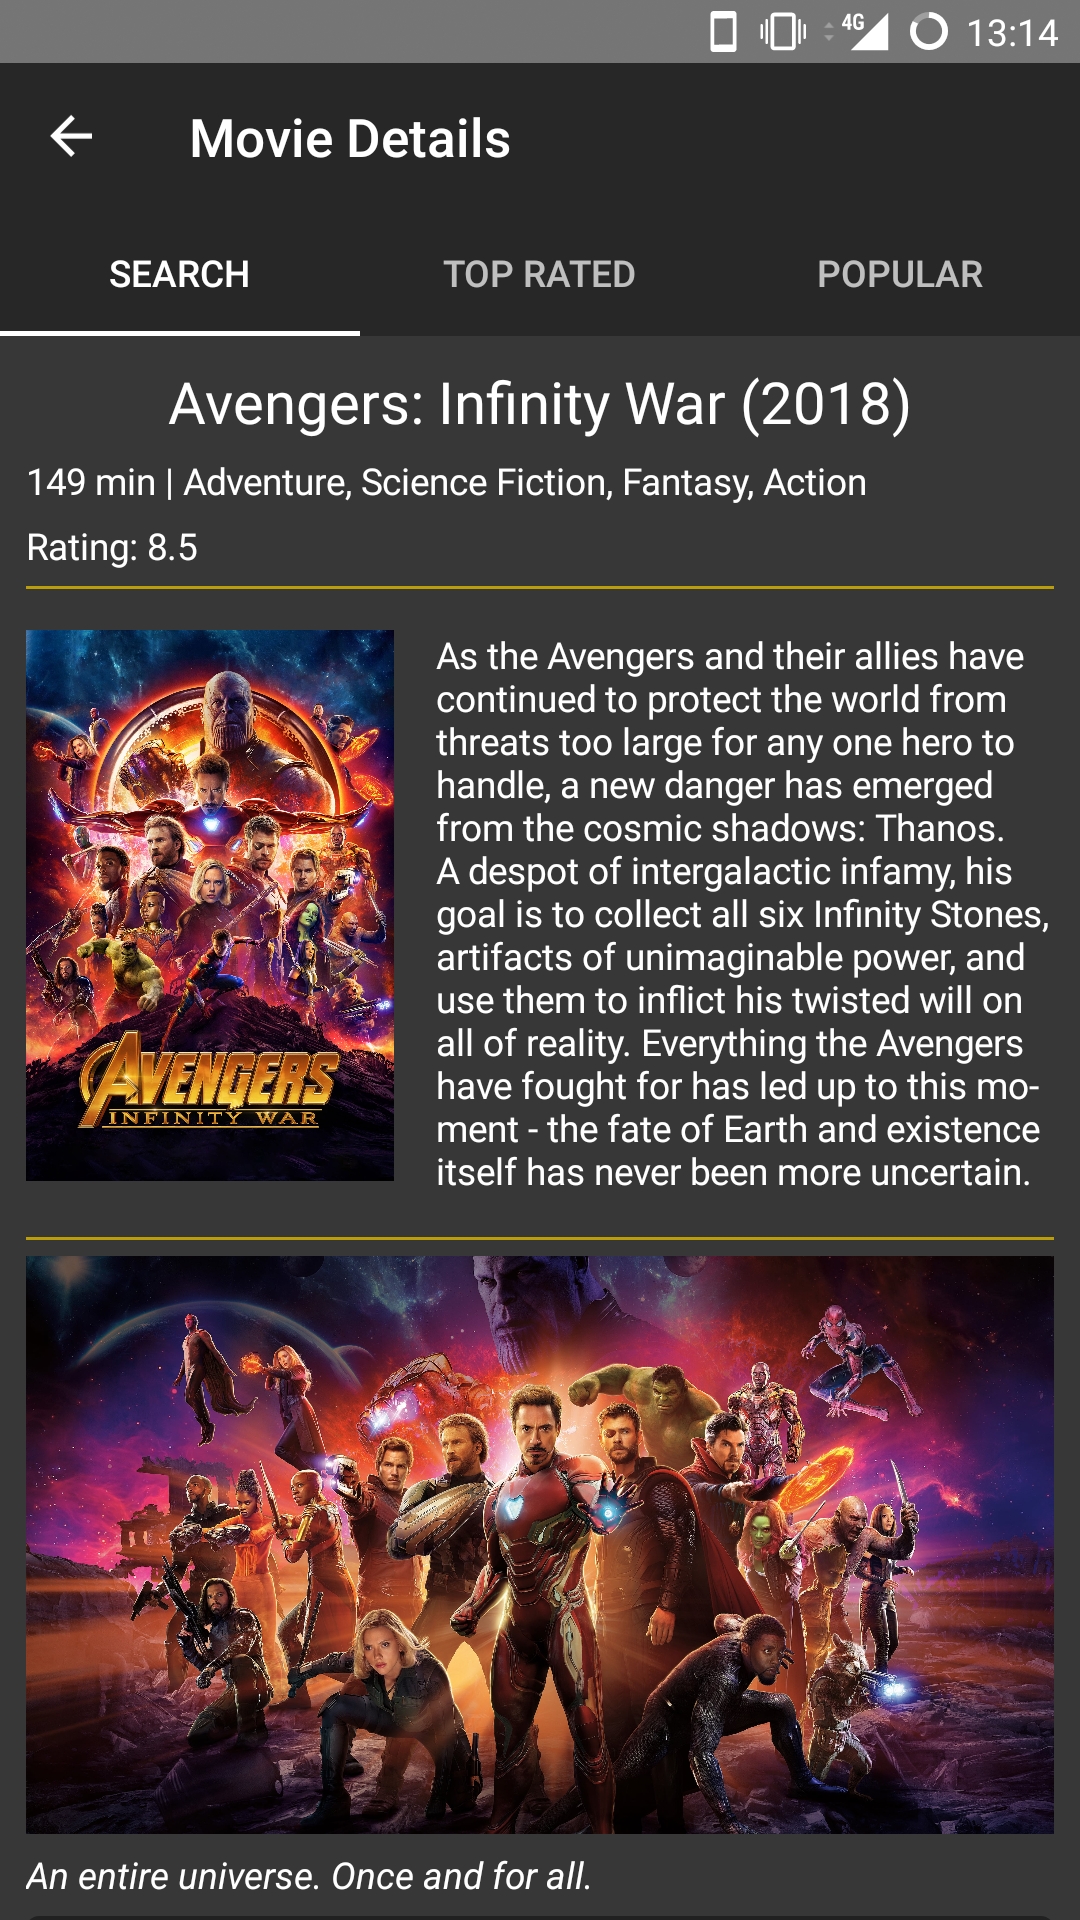 4G 13:14
Movie Details
SEARCH TOP RATED POPULAR
Avengers: Infinity War (2018)
149 min | Adventure, Science Fiction, Fantasy, Action
Rating: 8.5
As the Avengers and their allies have
continued to protect the world from
threats too large for any one hero to
handle, a new danger has emerged
from the cosmic shadows: Thanos.
A despot of intergalactic infamy, his
goal is to collect all six Infinity Stones,
artifacts of unimaginable power, and
use them to inflict his twisted will on
all of reality. Everything the Avengers
have fought for has led up to this mo-
ment - the fate of Earth and existence
itself has never been more uncertain.
AVENGERS
INFINITY WAR
An entire universe. Once and for all.